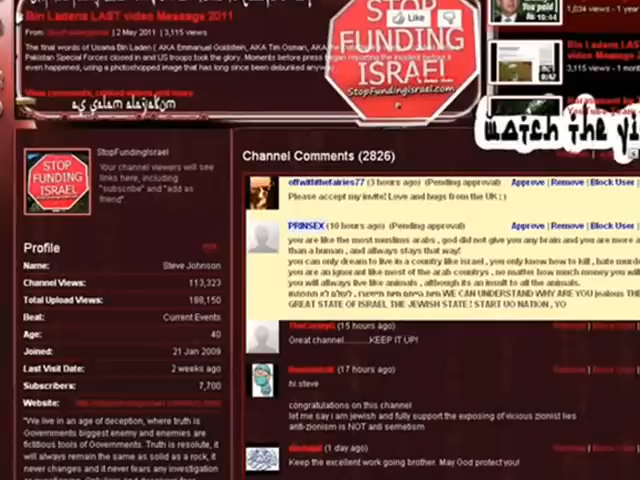 Bin Ladens LAST video Message 2011
From: | 2 May 2011 | 3,115 views
The final words of Usama Bin Laden ( AKA Emmanuel Goldstein, AKA Tim Osman, AKA
Pakistan Special Forces closed in and US troops took the glory. Moments before press began reporting the incident before it
even happened, using a photoshopped image that has long since been debunked anyway
as salam alaykom
STOP
FUNDING
ISRAEL
StopFundingIsrael.com
Like
10:44
1,034 views - 1 year
0:42
Bin Ladens
video Message
3,115 views - 1 month
watch the
STOP
FUNDING
ISRAEL
StopFundingIsrael
Your channel viewers will see
links here, including
"subscribe" and "add as
friend".
Profile
Name: Steve Johnson
Channel Views: 113,323
Total Upload Views: 188,150
Beat: Current Events
Age: 40
Joined: 21 Jan 2009
Last Visit Date: 2 weeks ago
Subscribers: 7,700
Website:
"We live in an age of deception, where truth is
Governments biggest enemy and enemies are
fictitious tools of Governments. Truth is resolute, it
will always remain the same as solid as a rock, it
never changes and it never fears any investigation
Channel Comments (2826)
offwiththefairies77 (3 hours ago) (Pending approval) Approve | Remove | Block User
Please accept my invite! Love and hugs from the UK :)
PRINSEX (10 hours ago) (Pending approval) Approve | Remove | Block User
you are like the most muslims arabs , god did not give you any brain and you are more a
than a human , and allways stays that way!
you can only dream to live in a country like israel , you only know how to kill , hate murde
you are an ignorant like most of the arab countrys , no matter how much money you will
you will allways live like animals , although its an insult to all the animals.
WE CAN UNDERSTAND WHY ARE YOU jealous THE
GREAT STATE OF ISRAEL THE JEWISH STATE ! START UO NATION , YO
(15 hours ago)
Great channel..........KEEP IT UP!
(17 hours ago)
hi steve
congratulations on this channel
let me say i am jewish and fully support the exposing of vicious zionist lies
anti-zionism is NOT anti semetism
(1 day ago)
Keep the excellent work going brother. May God protect you!